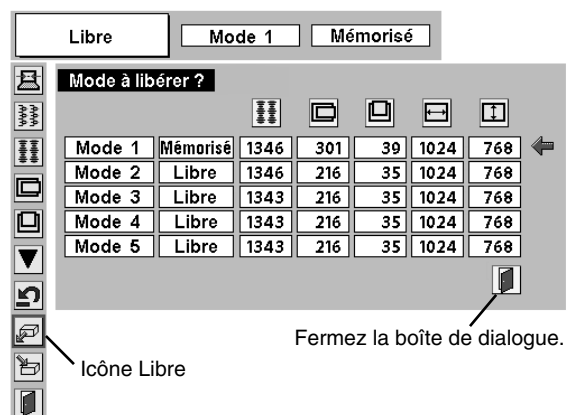 Libre Mode 1 Mémorisé
Mode à libérer ?
Mode 1 Mémorisé 1346 301 39 1024 768
Mode 2 Libre 1343 216 35 1024 768
Mode 3 Libre 1343 216 35 1024 768
Mode 4 Libre 1343 216 35 1024 768
Mode 5 Libre 1343 216 35 1024 768
Fermez la boîte de dialogue.
Icône Libre